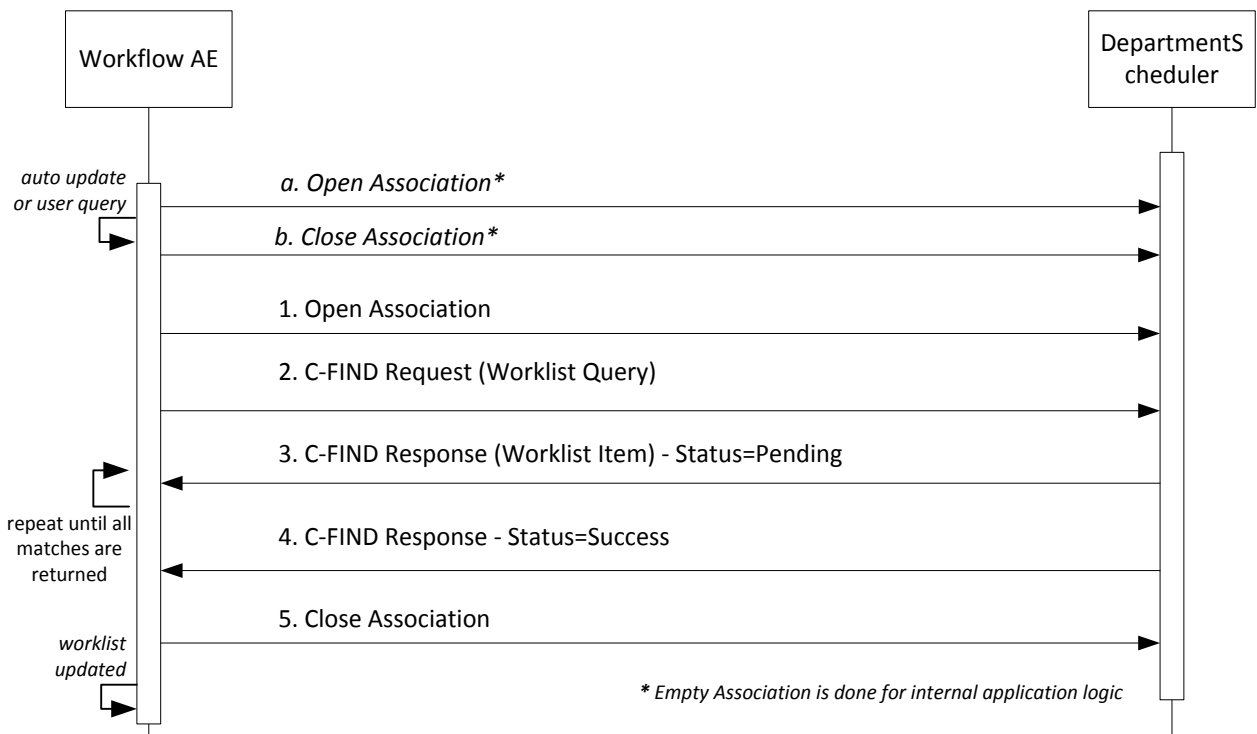 Workflow AE
DepartmentS
cheduler
auto update
or user query
a. Open Association*
b. Close Association*
1. Open Association
2. C-FIND Request (Worklist Query)
3. C-FIND Response (Worklist Item) - Status=Pending
repeat until all
matches are
returned
4. C-FIND Response - Status=Success
5. Close Association
worklist
updated
* Empty Association is done for internal application logic